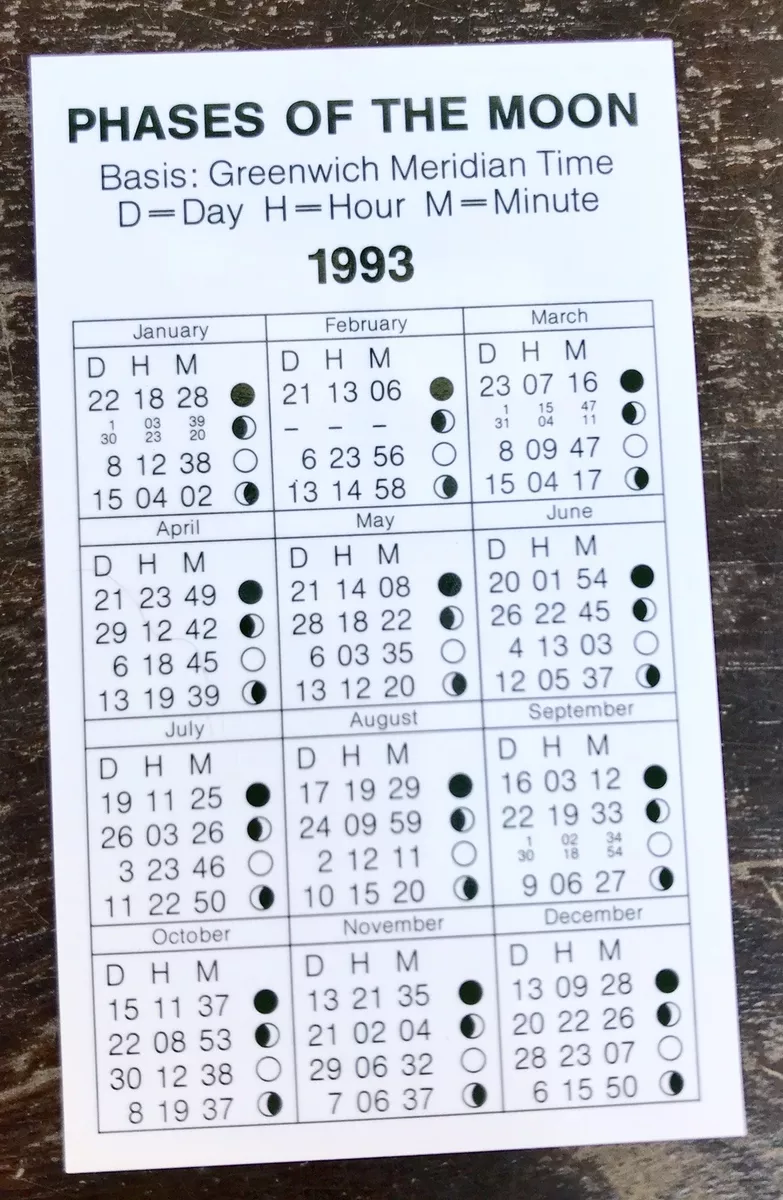 PHASES OF THE MOON
Basis: Greenwich Meridian Time
D=Day H=Hour M=Minute
1993
January
D H M
22 18 28
1 03 39
30 23 20
8 12 38
15 04 02
February
D H M
21 13 06
– – –
6 23 56
13 14 58
March
D H M
23 07 16
1 15 47
31 04 11
8 09 47
15 04 17
April
D H M
21 23 49
29 12 42
6 18 45
13 19 39
May
D H M
21 14 08
28 18 22
6 03 35
13 12 20
June
D H M
20 01 54
26 22 45
4 13 03
12 05 37
July
D H M
19 11 25
26 03 26
3 23 46
11 22 50
August
D H M
17 19 29
24 09 59
2 12 11
10 15 20
September
D H M
16 03 12
22 19 33
1 02 34
30 18 54
9 06 27
October
D H M
15 11 37
22 08 53
30 12 38
8 19 37
November
D H M
13 21 35
21 02 04
29 06 32
7 06 37
December
D H M
13 09 28
20 22 26
28 23 07
6 15 50